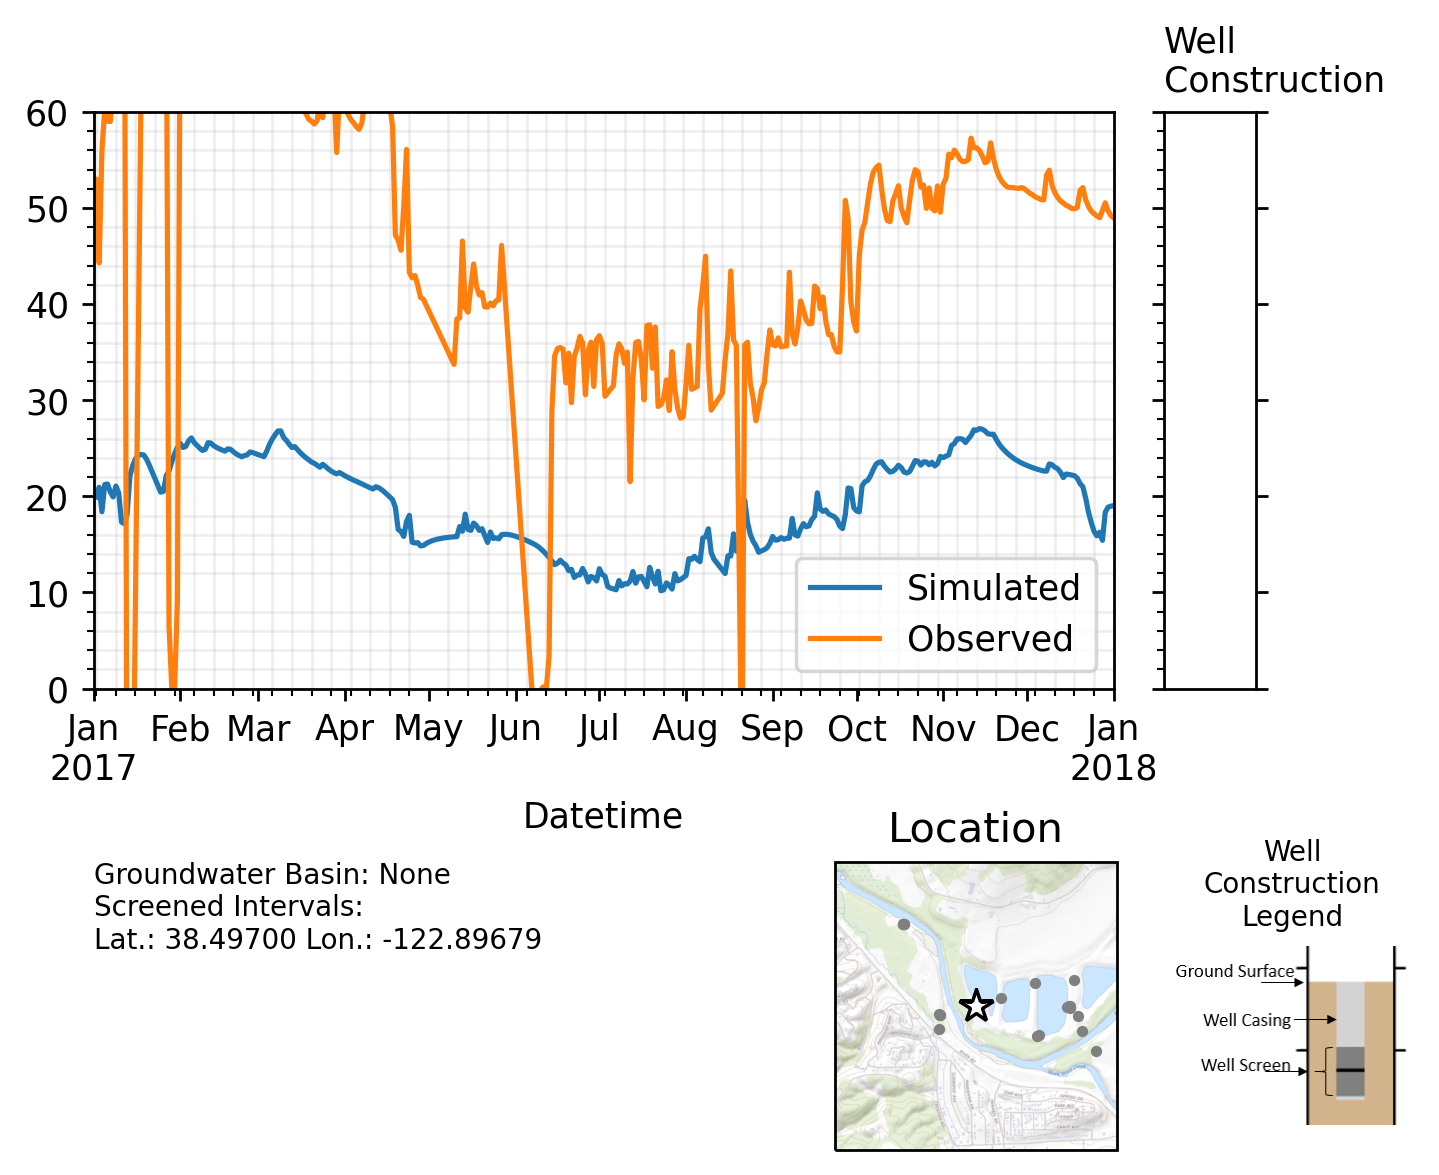 Well
Construction
60
50
40
30
20
10
0
Simulated
Observed
Jan Feb Mar Apr May Jun Jul Aug Sep Oct Nov Dec Jan
2017 2018
Datetime
Groundwater Basin: None
Screened Intervals:
Lat.: 38.49700 Lon.: -122.89679
Location
Well
Construction
Legend
Ground Surface
Well Casing
Well Screen